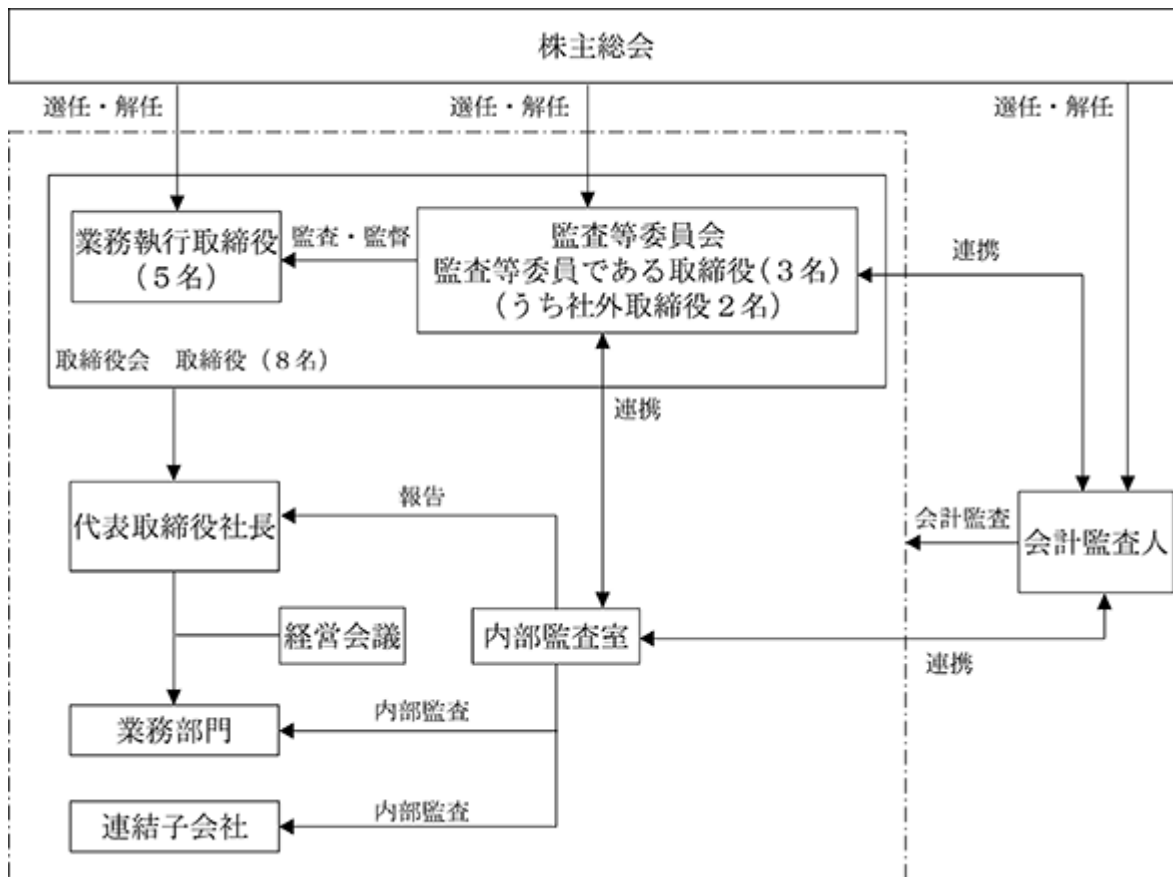 株主総会
選任・解任
選任・解任
選任・解任
業務執行取締役
(5名)
監査・監督
監査等委員会
監査等委員である取締役(3名)
(うち社外取締役2名)
連携
取締役会 取締役(8名)
連携
代表取締役社長
報告
会計監査
会計監査人
経営会議
内部監査室
連携
業務部門
内部監査
連結子会社
内部監査